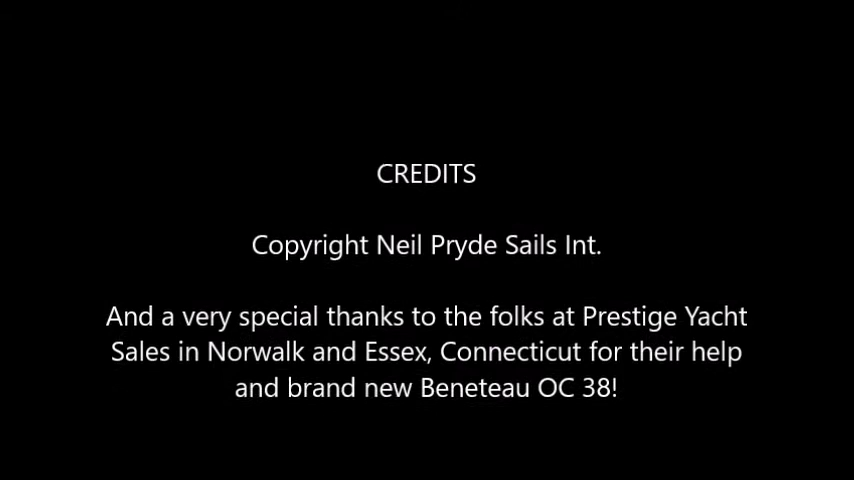 CREDITS
Copyright Neil Pryde Sails Int.
And a very special thanks to the folks at Prestige Yacht
Sales in Norwalk and Essex, Connecticut for their help
and brand new Beneteau OC 38!